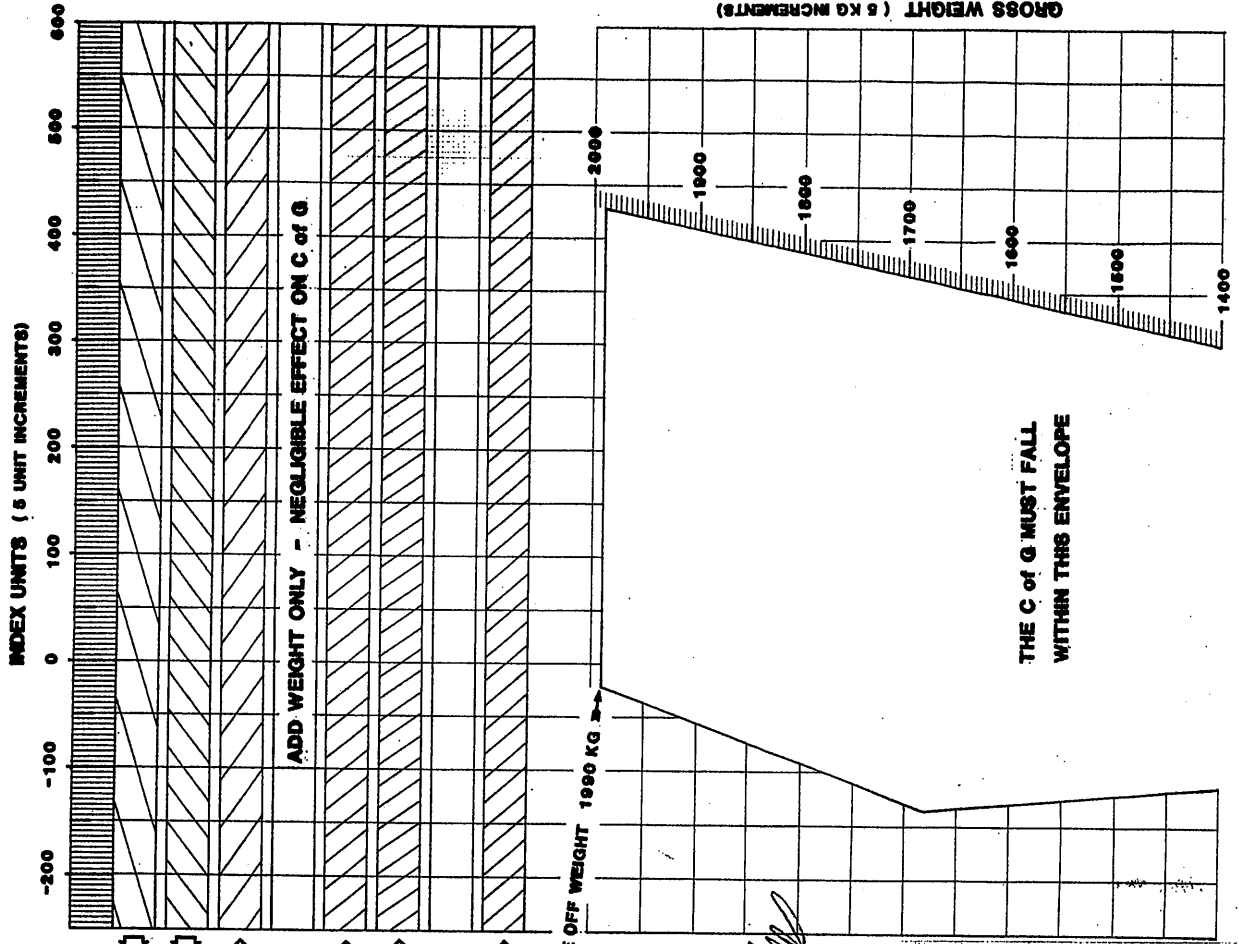 INDEX UNITS ( 5 UNIT INCREMENTS)
-200
-100
0
100
200
300
400
500
600
ADD WEIGHT ONLY - NEGLIGIBLE EFFECT ON C of G
OFF WEIGHT 1990 KG
2000
1900
1800
1700
1600
1500
1400
GROSS WEIGHT ( 5 KG INCREMENTS)
THE C of G MUST FALL
WITHIN THIS ENVELOPE